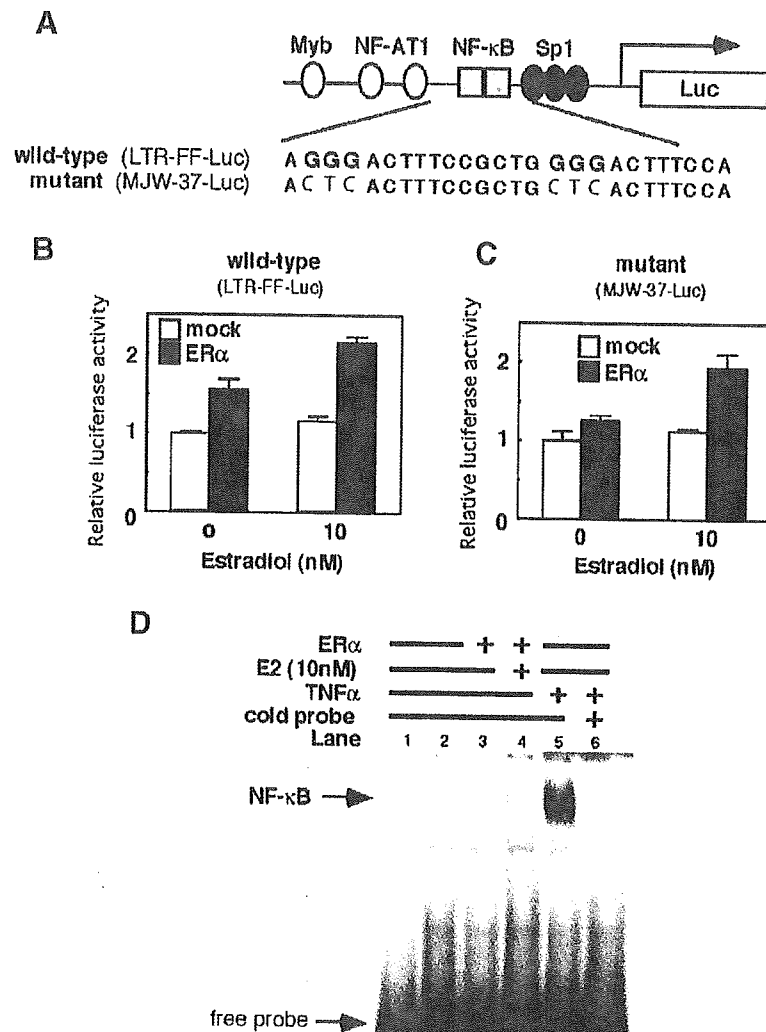 A
Myb NF-AT1 NF-κB Sp1
Luc
wild-type (LTR-FF-Luc) A GGG ACTTTCCGCTG GGG ACTTTCCA
mutant (MJW-37-Luc) A CTC ACTTTCCGCTG CTC ACTTTCCA
B
wild-type
(LTR-FF-Luc)
Relative luciferase activity
2
1
0
mock
ERα
0 10
Estradiol (nM)
C
mutant
(MJW-37-Luc)
Relative luciferase activity
2
1
0
mock
ERα
0 10
Estradiol (nM)
D
ERα + +
E2 (10nM) +
TNFα + +
cold probe +
Lane 1 2 3 4 5 6
NF-κB
free probe